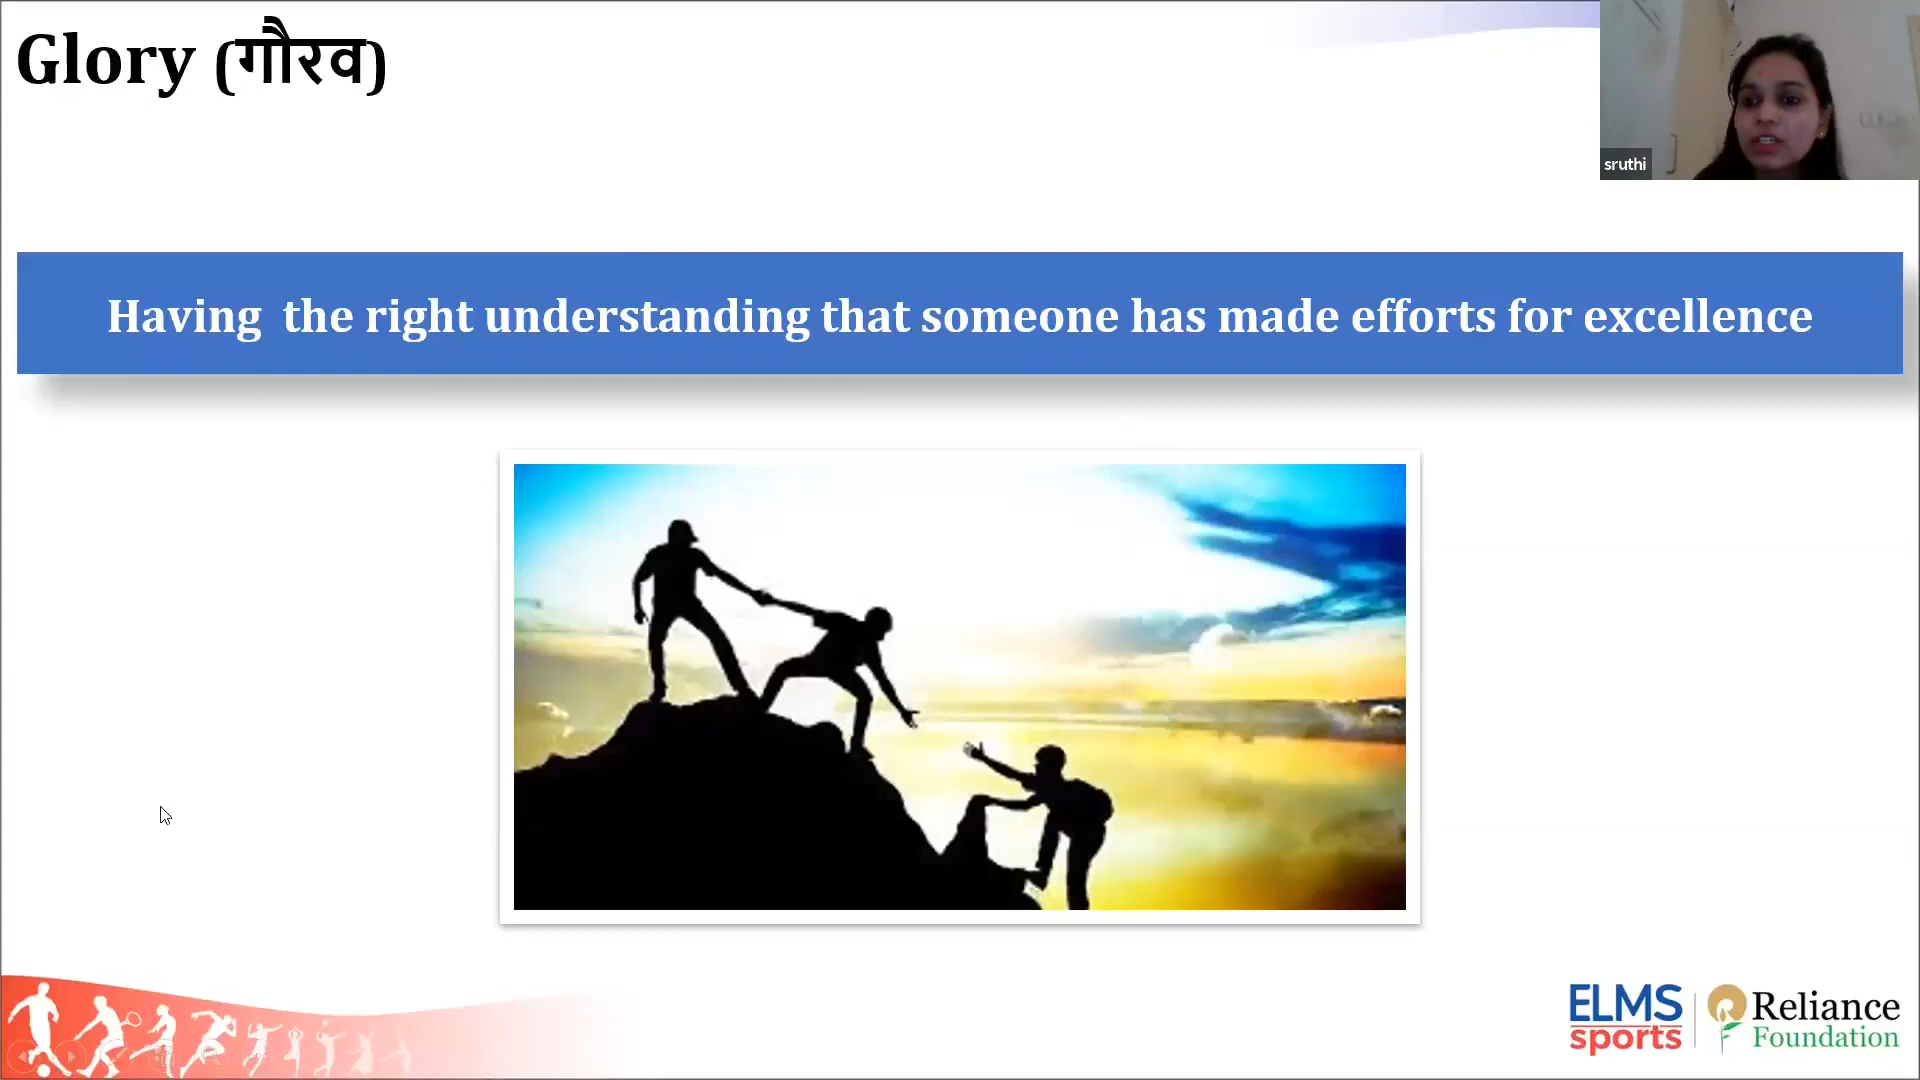 Glory (गौरव)
sruthi
Having the right understanding that someone has made efforts for excellence
ELMS
sports
Reliance
Foundation